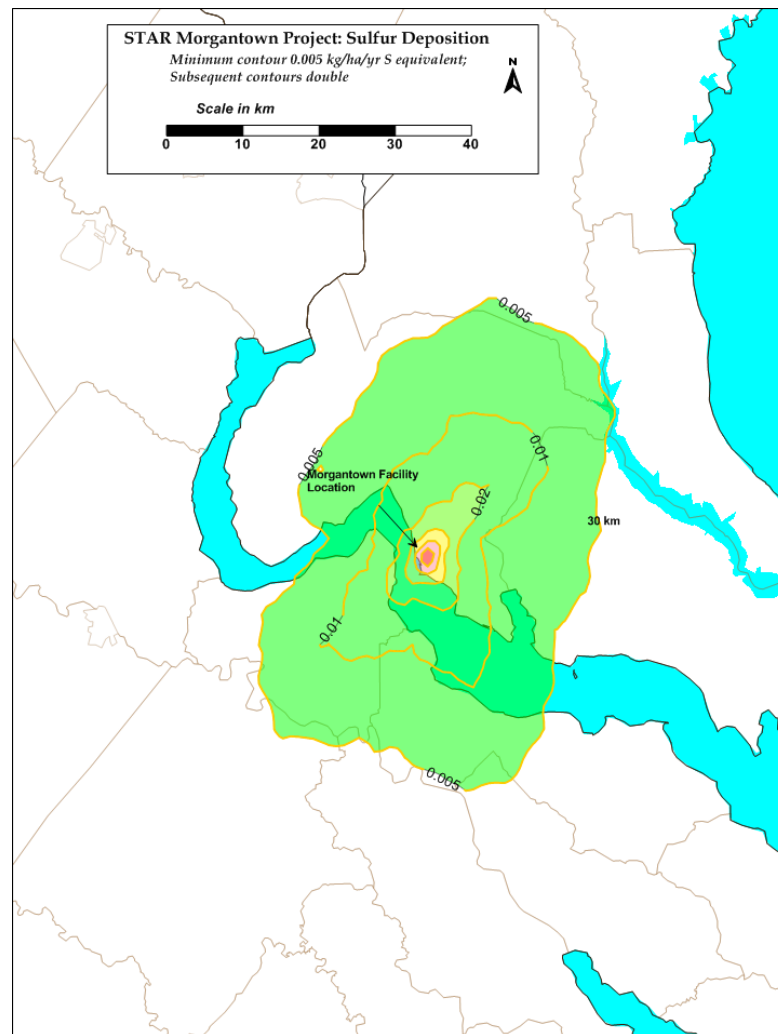 STAR Morgantown Project: Sulfur Deposition
Minimum contour 0.005 kg/ha/yr S equivalent;
Subsequent contours double
N
Scale in km
0 10 20 30 40
0.005
0.01
0.005
Morgantown Facility
Location
0.02
30 km
0.01
0.005